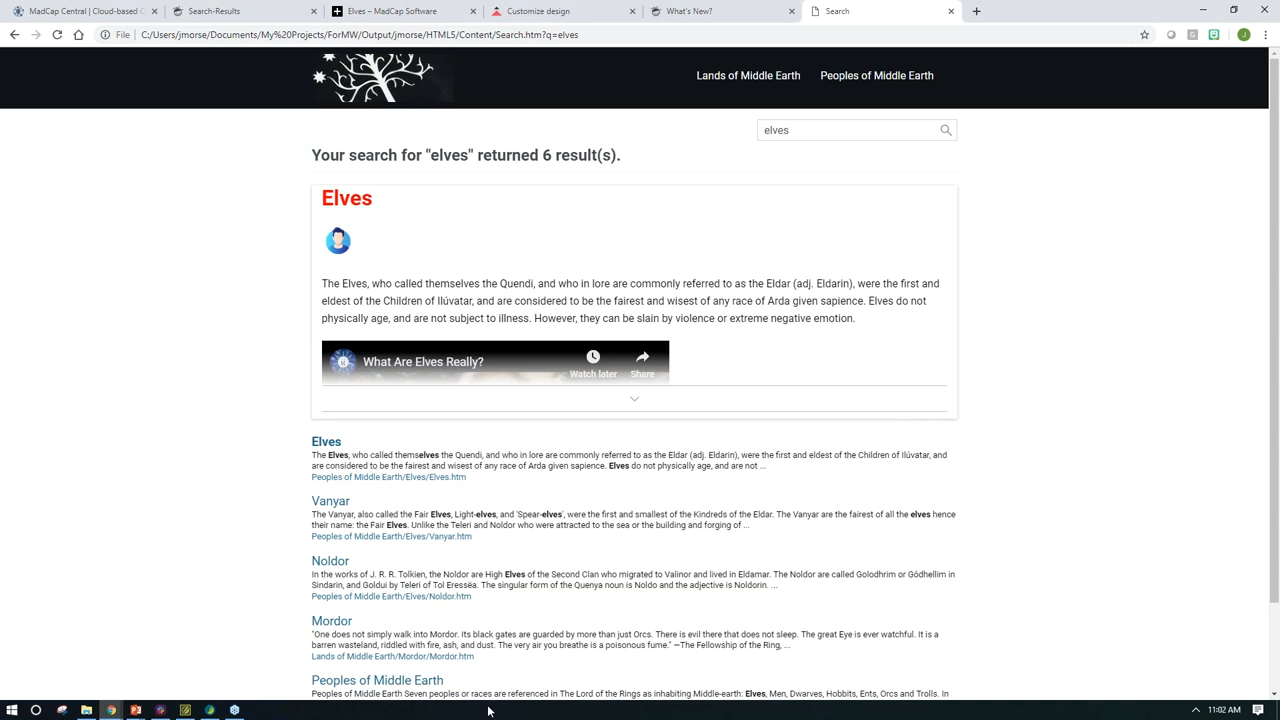 MadCap Central | Cloud-based C
Search-Results
Elves – MadCap Software
Customize design
What's New?
Search
File | C:/Users/jmorse/Documents/My%20Projects/ForMW/Output/jmorse/HTML5/Content/Search.htm?q=elves
J
Lands of Middle Earth Peoples of Middle Earth
elves
Your search for "elves" returned 6 result(s).
Elves
The Elves, who called themselves the Quendi, and who in lore are commonly referred to as the Eldar (adj. Eldarin), were the first and
eldest of the Children of Ilúvatar, and are considered to be the fairest and wisest of any race of Arda given sapience. Elves do not
physically age, and are not subject to illness. However, they can be slain by violence or extreme negative emotion.
What Are Elves Really?
Watch later Share
Elves
The Elves, who called themselves the Quendi, and who in lore are commonly referred to as the Eldar (adj. Eldarin), were the first and eldest of the Children of Ilúvatar, and
are considered to be the fairest and wisest of any race of Arda given sapience. Elves do not physically age, and are not ...
Peoples of Middle Earth/Elves/Elves.htm
Vanyar
The Vanyar, also called the Fair Elves, Light-elves, and 'Spear-elves', were the first and smallest of the Kindreds of the Eldar. The Vanyar are the fairest of all the elves hence
their name: the Fair Elves. Unlike the Teleri and Noldor who were attracted to the sea or the building and forging of ...
Peoples of Middle Earth/Elves/Vanyar.htm
Noldor
In the works of J. R. R. Tolkien, the Noldor are High Elves of the Second Clan who migrated to Valinor and lived in Eldamar. The Noldor are called Golodhrim or Gódhellim in
Sindarin, and Goldui by Teleri of Tol Eressëa. The singular form of the Quenya noun is Noldo and the adjective is Noldorin. ...
Peoples of Middle Earth/Elves/Noldor.htm
Mordor
"One does not simply walk into Mordor. Its black gates are guarded by more than just Orcs. There is evil there that does not sleep. The great Eye is ever watchful. It is a
barren wasteland, riddled with fire, ash, and dust. The very air you breathe is a poisonous fume." —The Fellowship of the Ring, ...
Lands of Middle Earth/Mordor/Mordor.htm
Peoples of Middle Earth
Peoples of Middle Earth Seven peoples or races are referenced in The Lord of the Rings as inhabiting Middle-earth: Elves, Men, Dwarves, Hobbits, Ents, Orcs and Trolls. In
11:02 AM